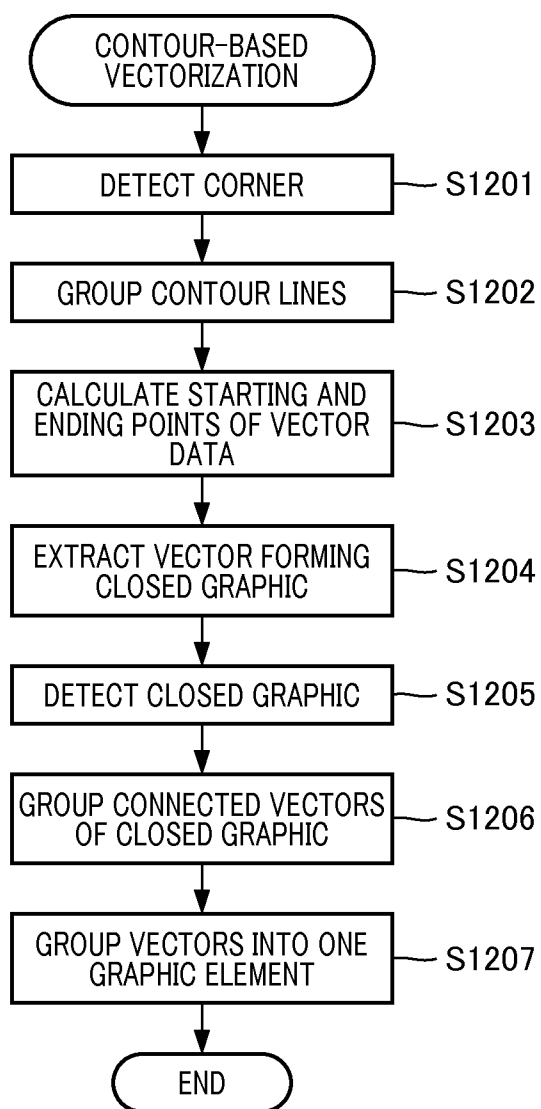 CONTOUR-BASED
VECTORIZATION
DETECT CORNER
S1201
GROUP CONTOUR LINES
S1202
CALCULATE STARTING AND
ENDING POINTS OF VECTOR
DATA
S1203
EXTRACT VECTOR FORMING
CLOSED GRAPHIC
S1204
DETECT CLOSED GRAPHIC
S1205
GROUP CONNECTED VECTORS
OF CLOSED GRAPHIC
S1206
GROUP VECTORS INTO ONE
GRAPHIC ELEMENT
S1207
END